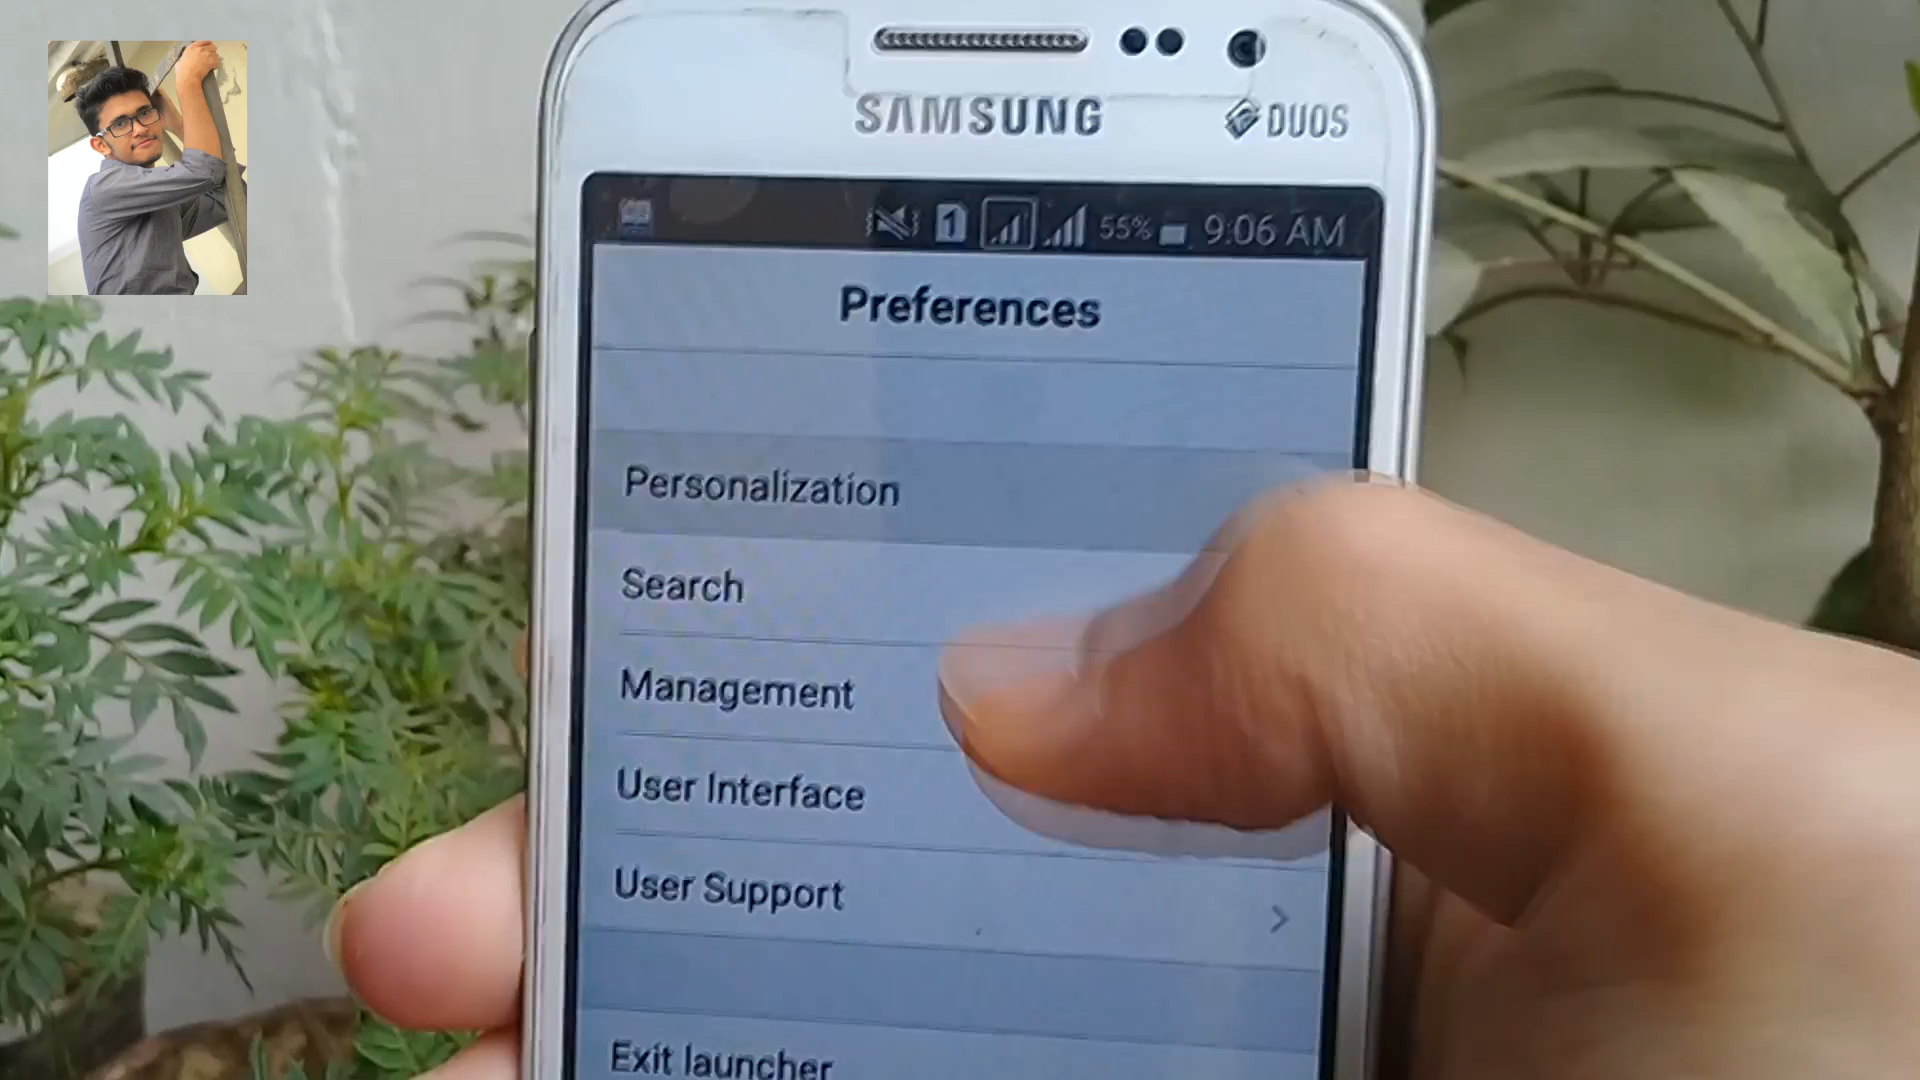 SAMSUNG
DUOS
1 55% 9:06 AM
Preferences
Personalization
Search
Management
User Interface
User Support
Exit launcher